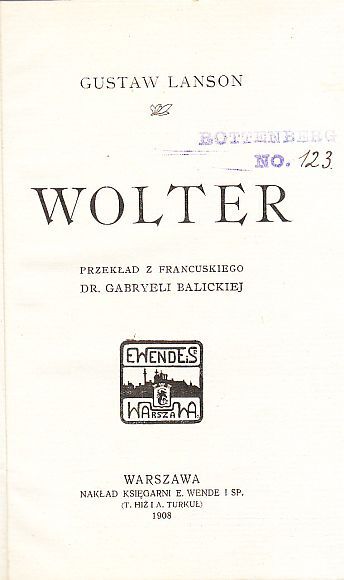 GUSTAW LANSON
ROTTENBERG
NO. 123.
WOLTER
PRZEKŁAD Z FRANCUSKIEGO
DR. GABRYELI BALICKIEJ
E.WENDE i S
WARSZAWA.
WARSZAWA
NAKŁAD KSIĘGARNI E. WENDE I SP.
(T. HIŻ I A. TURKUŁ)
1908